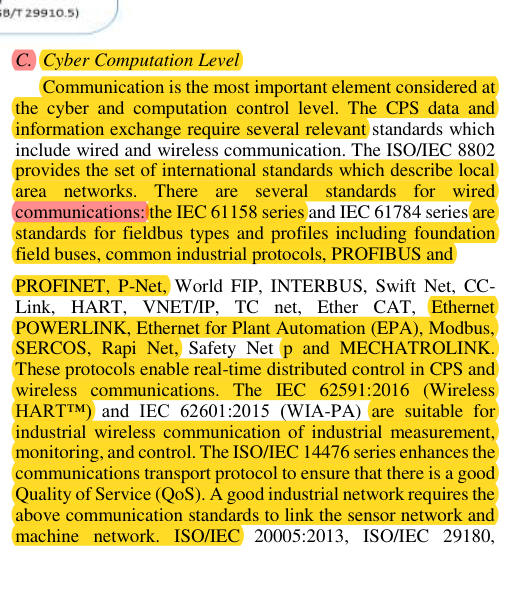 GB/T 29910.5)
C. Cyber Computation Level
Communication is the most important element considered at
the cyber and computation control level. The CPS data and
information exchange require several relevant standards which
include wired and wireless communication. The ISO/IEC 8802
provides the set of international standards which describe local
area networks. There are several standards for wired
communications: the IEC 61158 series and IEC 61784 series are
standards for fieldbus types and profiles including foundation
field buses, common industrial protocols, PROFIBUS and
PROFINET, P-Net, World FIP, INTERBUS, Swift Net, CC-
Link, HART, VNET/IP, TC net, Ether CAT, Ethernet
POWERLINK, Ethernet for Plant Automation (EPA), Modbus,
SERCOS, Rapi Net, Safety Net p and MECHATROLINK.
These protocols enable real-time distributed control in CPS and
wireless communications. The IEC 62591:2016 (Wireless
HART™) and IEC 62601:2015 (WIA-PA) are suitable for
industrial wireless communication of industrial measurement,
monitoring, and control. The ISO/IEC 14476 series enhances the
communications transport protocol to ensure that there is a good
Quality of Service (QoS). A good industrial network requires the
above communication standards to link the sensor network and
machine network. ISO/IEC 20005:2013, ISO/IEC 29180,